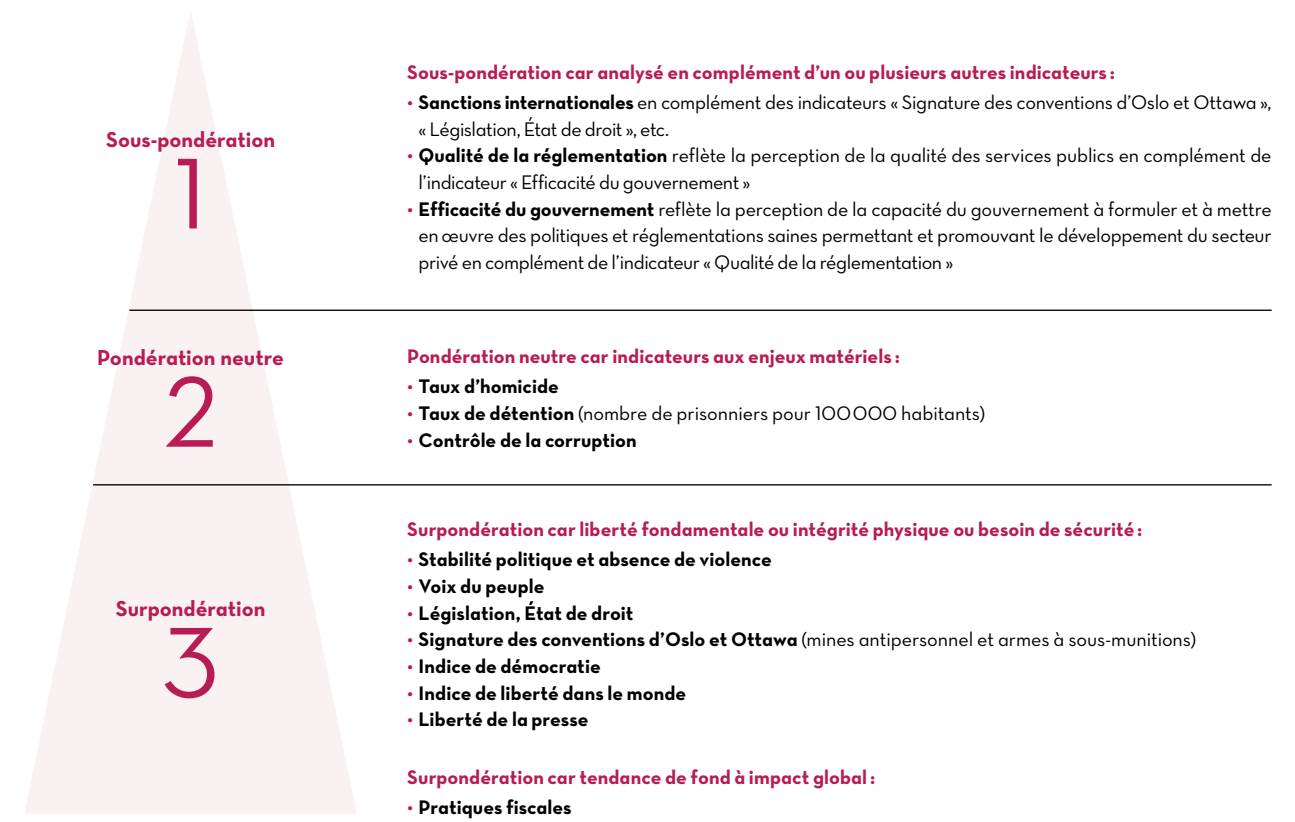 Sous-pondération
1
Sous-pondération car analysé en complément d'un ou plusieurs autres indicateurs :
• Sanctions internationales en complément des indicateurs « Signature des conventions d'Oslo et Ottawa »,
« Législation, État de droit », etc.
• Qualité de la réglementation reflète la perception de la qualité des services publics en complément de
l'indicateur « Efficacité du gouvernement »
• Efficacité du gouvernement reflète la perception de la capacité du gouvernement à formuler et à mettre
en œuvre des politiques et réglementations saines permettant et promouvant le développement du secteur
privé en complément de l'indicateur « Qualité de la réglementation »
Pondération neutre
2
Pondération neutre car indicateurs aux enjeux matériels :
• Taux d'homicide
• Taux de détention (nombre de prisonniers pour 100 000 habitants)
• Contrôle de la corruption
Surpondération
3
Surpondération car liberté fondamentale ou intégrité physique ou besoin de sécurité :
• Stabilité politique et absence de violence
• Voix du peuple
• Législation, État de droit
• Signature des conventions d'Oslo et Ottawa (mines antipersonnel et armes à sous-munitions)
• Indice de démocratie
• Indice de liberté dans le monde
• Liberté de la presse
Surpondération car tendance de fond à impact global :
• Pratiques fiscales